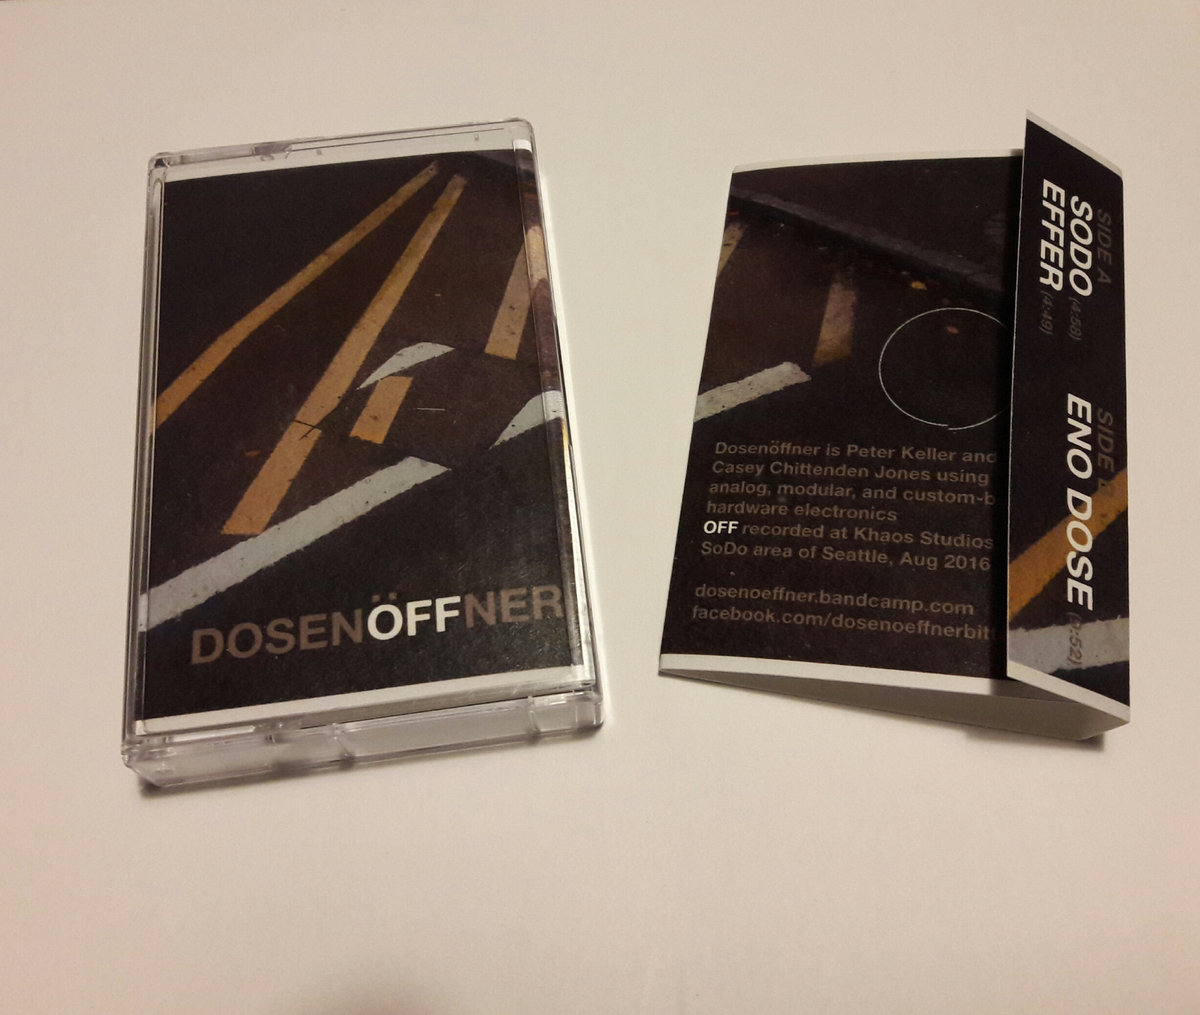 DOSENÖFFNER
Dosenöffner is Peter Keller and
Casey Chittenden Jones using
analog, modular, and custom-b
hardware electronics
OFF recorded at Khaos Studios
SoDo area of Seattle, Aug 2016
dosenoeffner.bandcamp.com
facebook.com/dosenoeffnerbit
SIDE A
SODO (4:58)
EFFER (4:49)
SIDE
ENO DOSE :52)